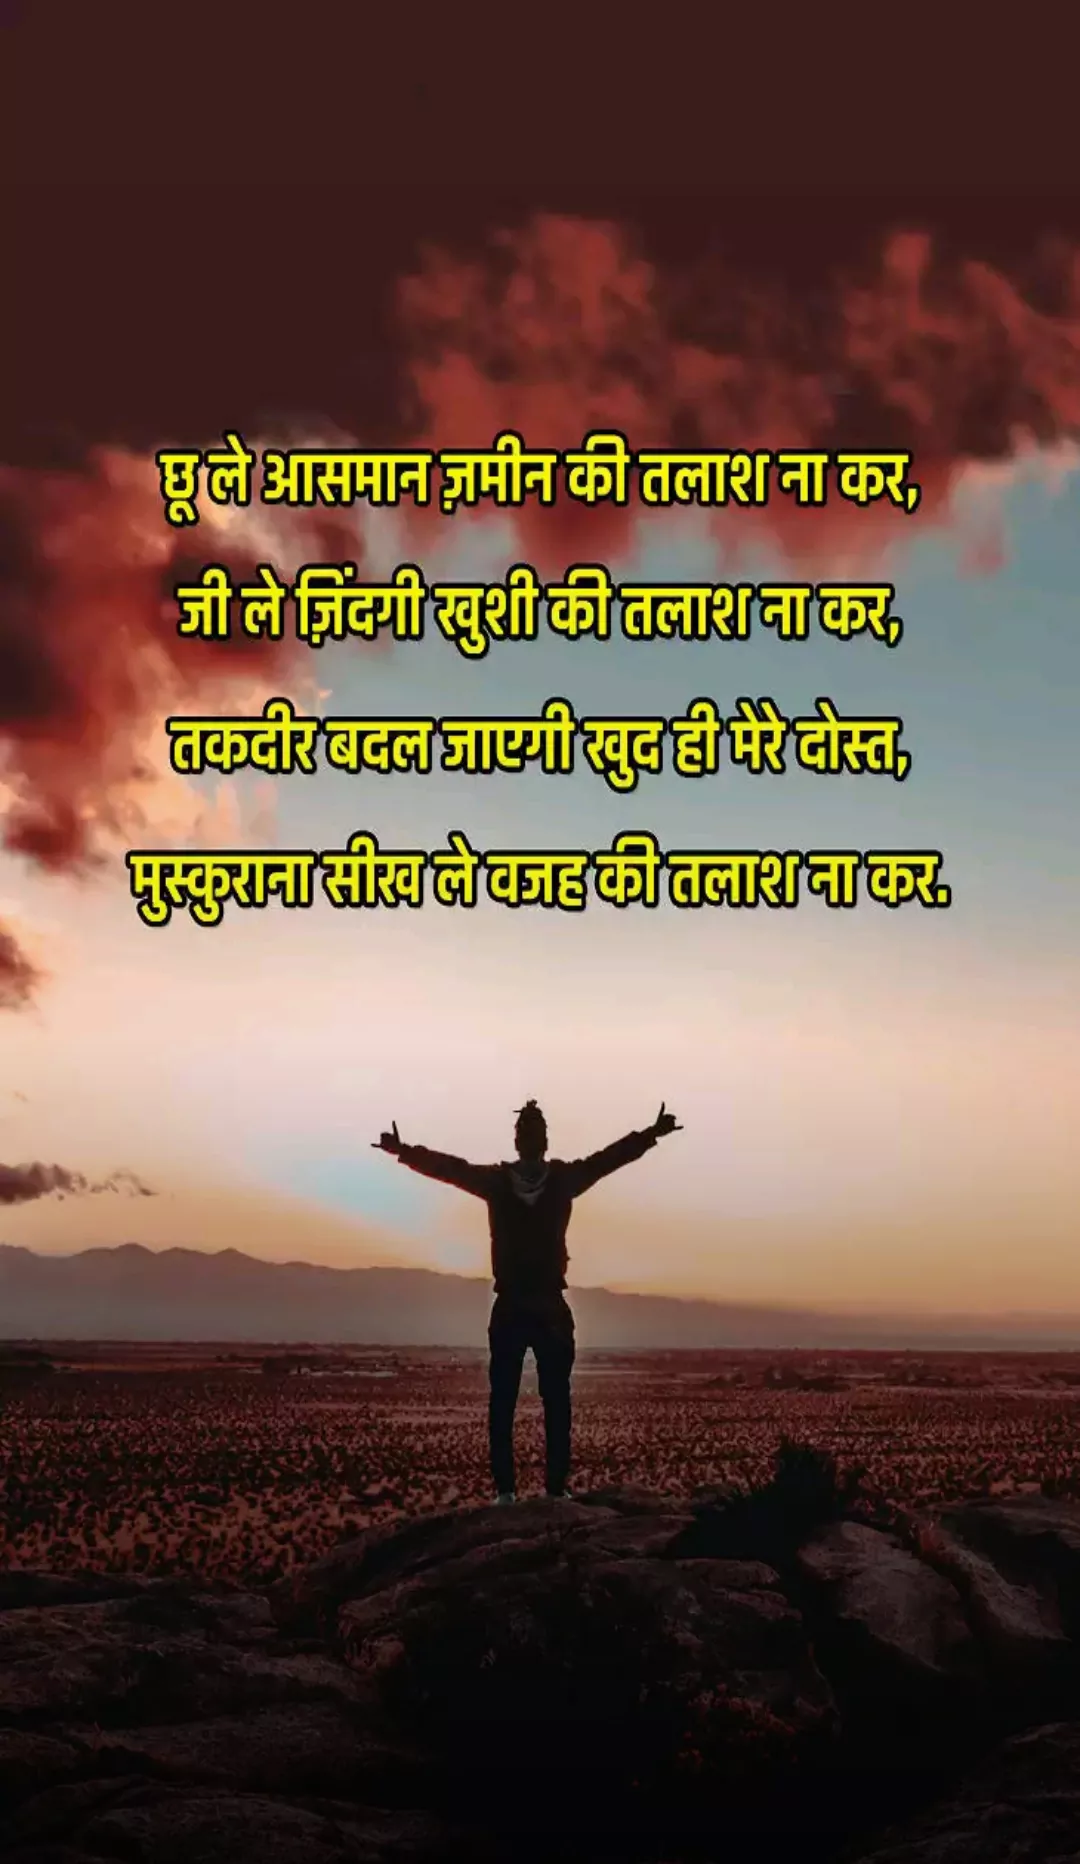 छू ले आसमान ज़मीन की तलाश ना कर,
जी ले ज़िंदगी खुशी की तलाश ना कर,
तकदीर बदल जाएगी खुद ही मेरे दोस्त,
मुस्कुराना सीख ले वजह की तलाश ना कर.